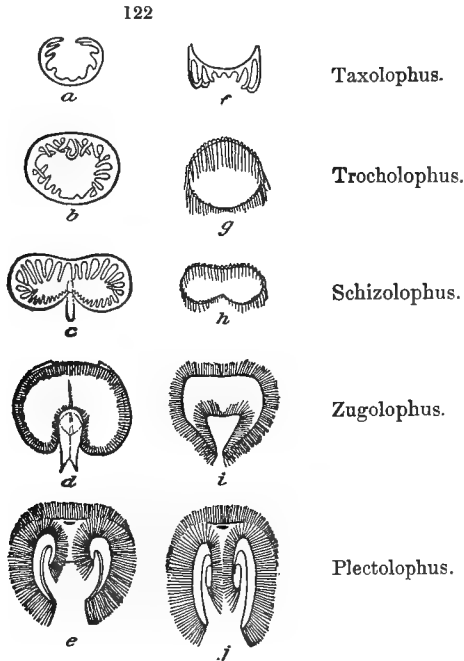 122
Taxolophus.
a f
Trocholophus.
b g
Schizolophus.
c h
Zugolophus.
d i
Plectolophus.
e j